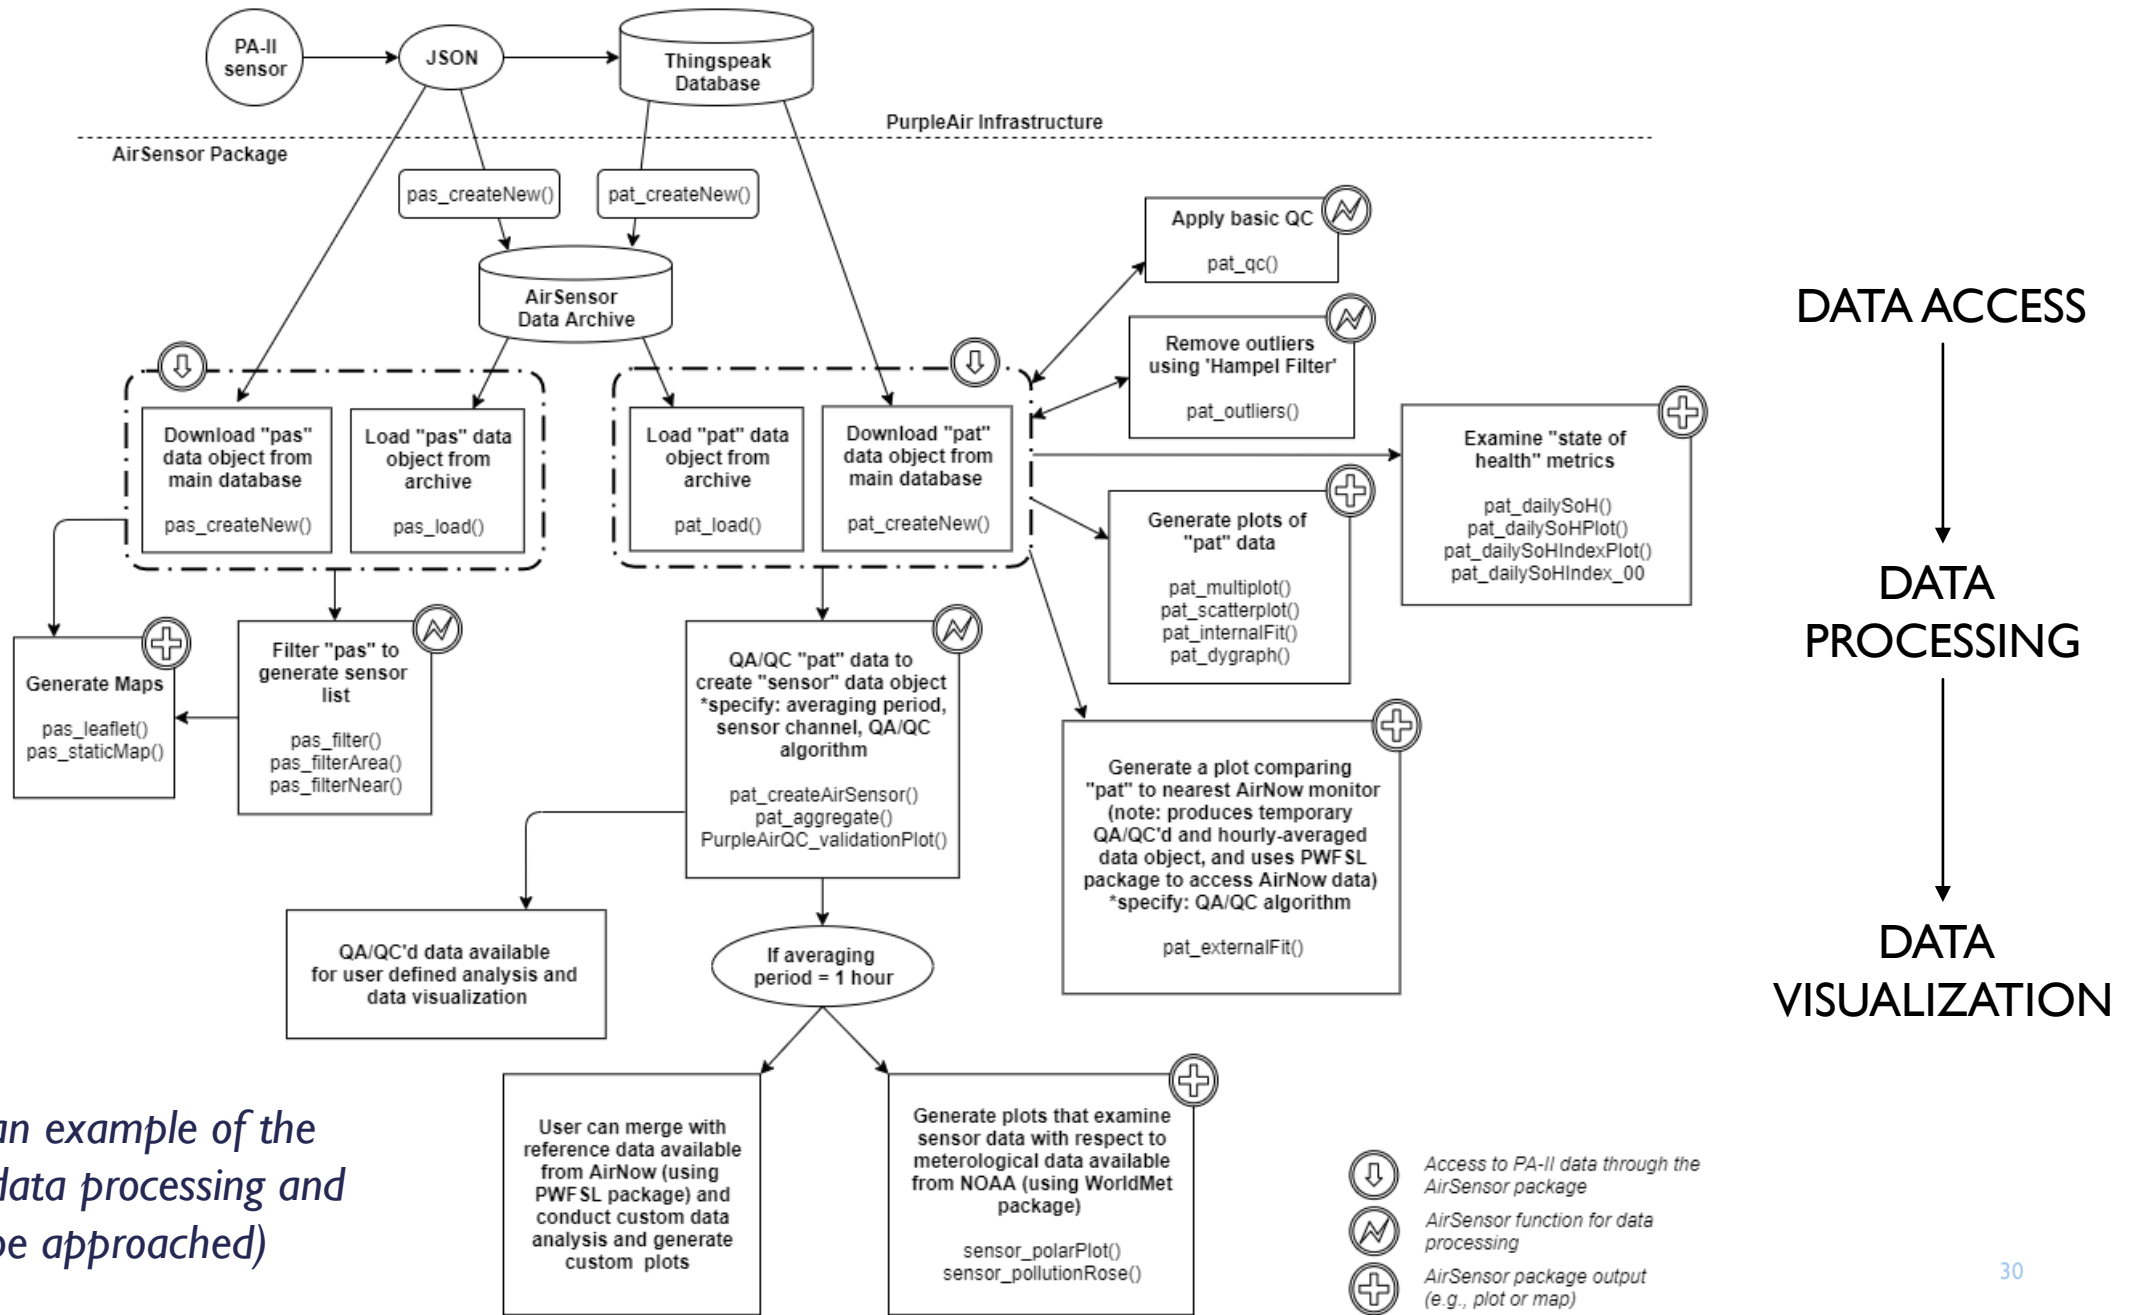 PA-II
sensor
JSON
Thingspeak
Database
PurpleAir Infrastructure
AirSensor Package
pas_createNew()
pat_createNew()
AirSensor
Data Archive
Apply basic QC
pat_qc()
Remove outliers
using 'Hampel Filter'
pat_outliers()
Download "pas"
data object from
main database
pas_createNew()
Load "pas" data
object from
archive
pas_load()
Load "pat" data
object from
archive
pat_load()
Download "pat"
data object from
main database
pat_createNew()
Examine "state of
health" metrics
pat_dailySoH()
pat_dailySoHPlot()
pat_dailySoHIndexPlot()
pat_dailySoHIndex_00
Generate plots of
"pat" data
pat_multiplot()
pat_scatterplot()
pat_internalFit()
pat_dygraph()
Generate Maps
pas_leaflet()
pas_staticMap()
Filter "pas" to
generate sensor
list
pas_filter()
pas_filterArea()
pas_filterNear()
QA/QC "pat" data to
create "sensor" data object
*specify: averaging period,
sensor channel, QA/QC
algorithm
pat_createAirSensor()
pat_aggregate()
PurpleAirQC_validationPlot()
Generate a plot comparing
"pat" to nearest AirNow monitor
(note: produces temporary
QA/QC'd and hourly-averaged
data object, and uses PWFSL
package to access AirNow data)
*specify: QA/QC algorithm
pat_externalFit()
QA/QC'd data available
for user defined analysis and
data visualization
If averaging
period = 1 hour
User can merge with
reference data available
from AirNow (using
PWFSL package) and
conduct custom data
analysis and generate
custom plots
Generate plots that examine
sensor data with respect to
meterological data available
from NOAA (using WorldMet
package)
sensor_polarPlot()
sensor_pollutionRose()
DATA ACCESS
DATA
PROCESSING
DATA
VISUALIZATION
an example of the
data processing and
be approached)
Access to PA-II data through the
AirSensor package
AirSensor function for data
processing
AirSensor package output
(e.g., plot or map)
30